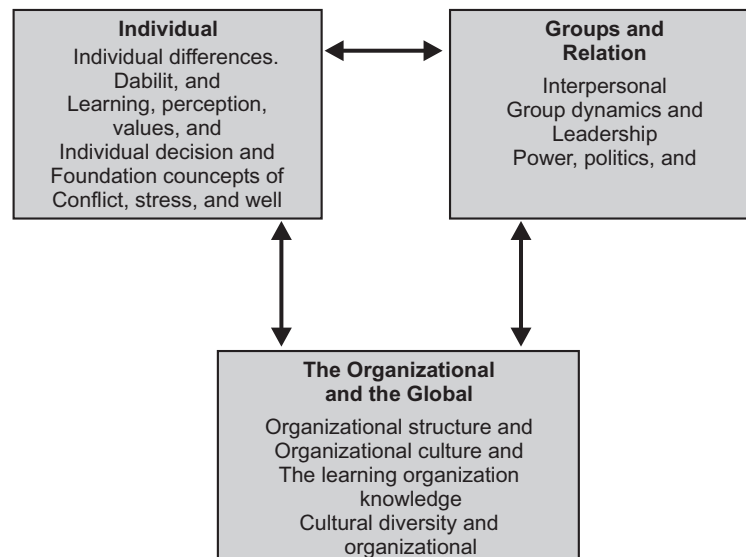 Individual
Individual differences.
Dabilit, and
Learning, perception,
values, and
Individual decision and
Foundation councepts of
Conflict, stress, and well
Groups and
Relation
Interpersonal
Group dynamics and
Leadership
Power, politics, and
The Organizational
and the Global
Organizational structure and
Organizational culture and
The learning organization
knowledge
Cultural diversity and
organizational